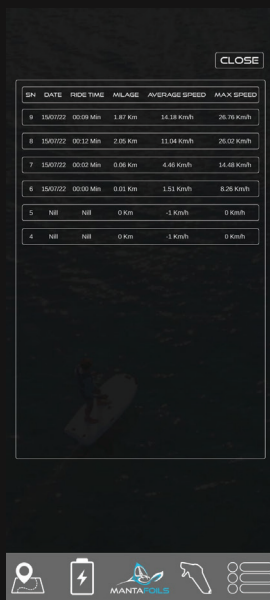 CLOSE
SN DATE RIDE TIME MILAGE AVERAGE SPEED MAX SPEED
9 15/07/22 00:09 Min 1.87 Km 14.18 Km/h 26.76 Km/h
8 15/07/22 00:12 Min 2.05 Km 11.04 Km/h 26.02 Km/h
7 15/07/22 00:02 Min 0.06 Km 4.46 Km/h 14.48 Km/h
6 15/07/22 00:00 Min 0.01 Km 1.51 Km/h 8.26 Km/h
5 Nill Nill 0 Km -1 Km/h 0 Km/h
4 Nill Nill 0 Km -1 Km/h 0 Km/h
MANTAFOILS